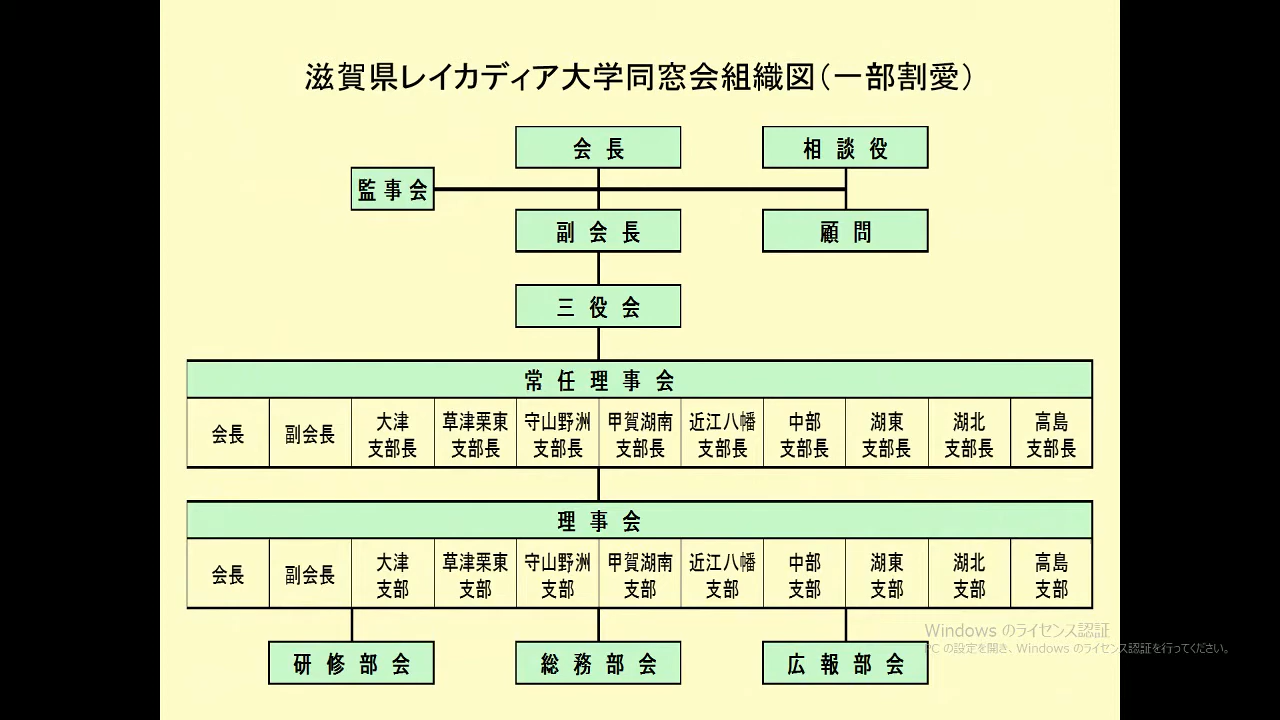 滋賀県レイカディア大学同窓会組織図（一部割愛）
会長
相談役
監事会
副会長
顧問
三役会
常任理事会
会長
副会長
大津
支部長
草津栗東
支部長
守山野洲
支部長
甲賀湖南
支部長
近江八幡
支部長
中部
支部長
湖東
支部長
湖北
支部長
高島
支部長
理事会
会長
副会長
大津
支部
草津栗東
支部
守山野洲
支部
甲賀湖南
支部
近江八幡
支部
中部
支部
湖東
支部
湖北
支部
高島
支部
研修部会
総務部会
広報部会
Windows のライセンス認証
PC の設定を開き、Windows のライセンス認証を行ってください。